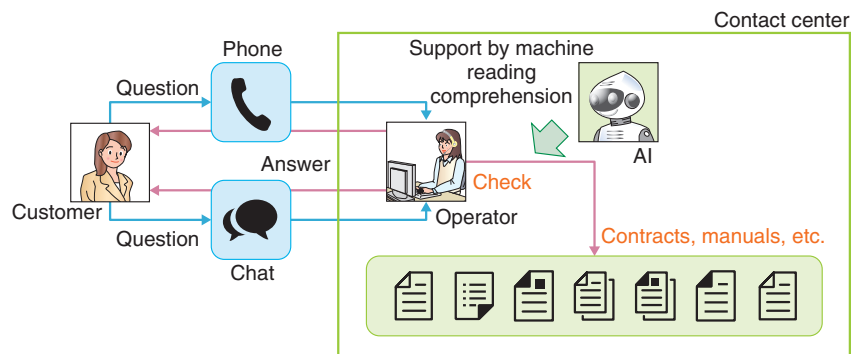 Contact center
Phone
Support by machine
reading
comprehension
Question
AI
Answer
Check
Customer
Operator
Question
Contracts, manuals, etc.
Chat